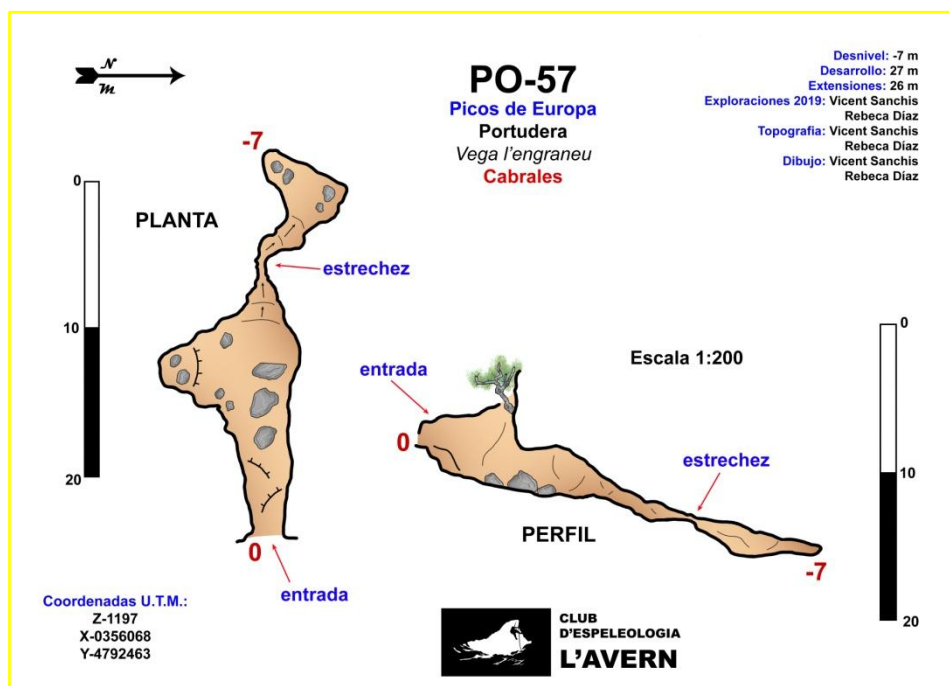 N
m
PO-57
Picos de Europa
Portudera
Vega l'engraneu
Cabrales
Desnivel: -7 m
Desarrollo: 27 m
Extensiones: 26 m
Exploraciones 2019: Vicent Sanchis
Rebeca Díaz
Topografia: Vicent Sanchis
Rebeca Díaz
Dibujo: Vicent Sanchis
Rebeca Díaz
-7
0
10
20
PLANTA
estrechez
0
entrada
Escala 1:200
entrada
0
estrechez
PERFIL
-7
0
10
20
Coordenadas U.T.M.:
Z-1197
X-0356068
Y-4792463
CLUB
D'ESPELEOLOGIA
L'AVERN